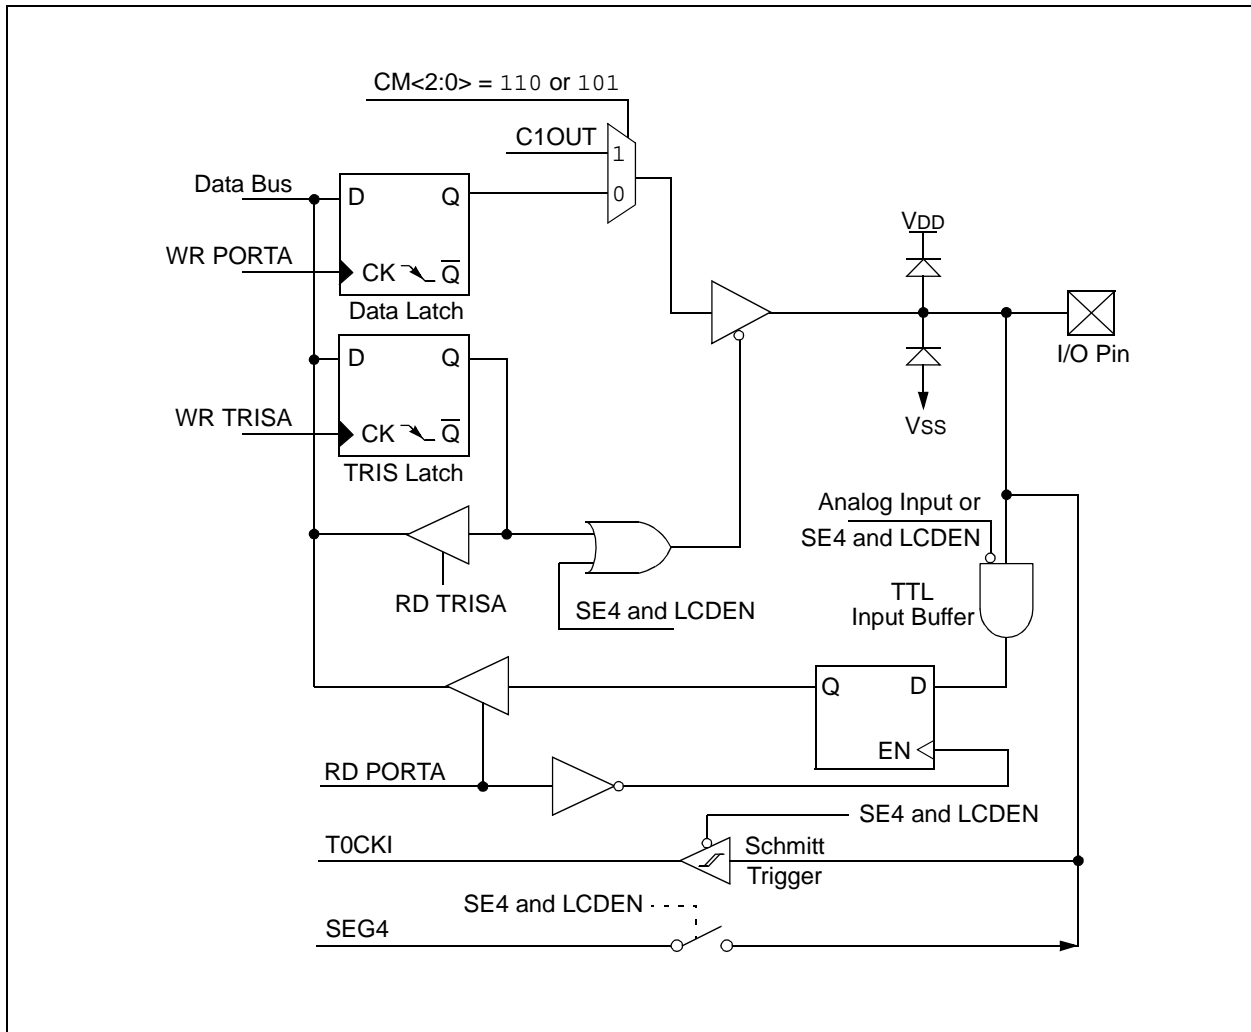 CM<2:0> = 110 or 101
C1OUT
1
0
Data Bus
D
Q
WR PORTA
CK
Q̅
Data Latch
VDD
I/O Pin
VSS
D
Q
WR TRISA
CK
Q̅
TRIS Latch
Analog Input or
SE4 and LCDEN
RD TRISA
SE4 and LCDEN
TTL
Input Buffer
Q
D
EN
RD PORTA
SE4 and LCDEN
T0CKI
Schmitt
Trigger
SE4 and LCDEN
SEG4